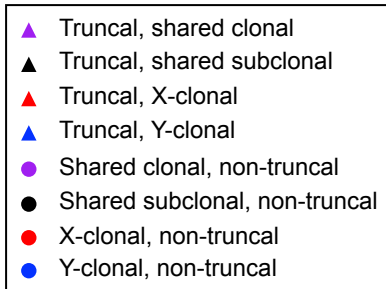 Truncal, shared clonal
Truncal, shared subclonal
Truncal, X-clonal
Truncal, Y-clonal
Shared clonal, non-truncal
Shared subclonal, non-truncal
X-clonal, non-truncal
Y-clonal, non-truncal